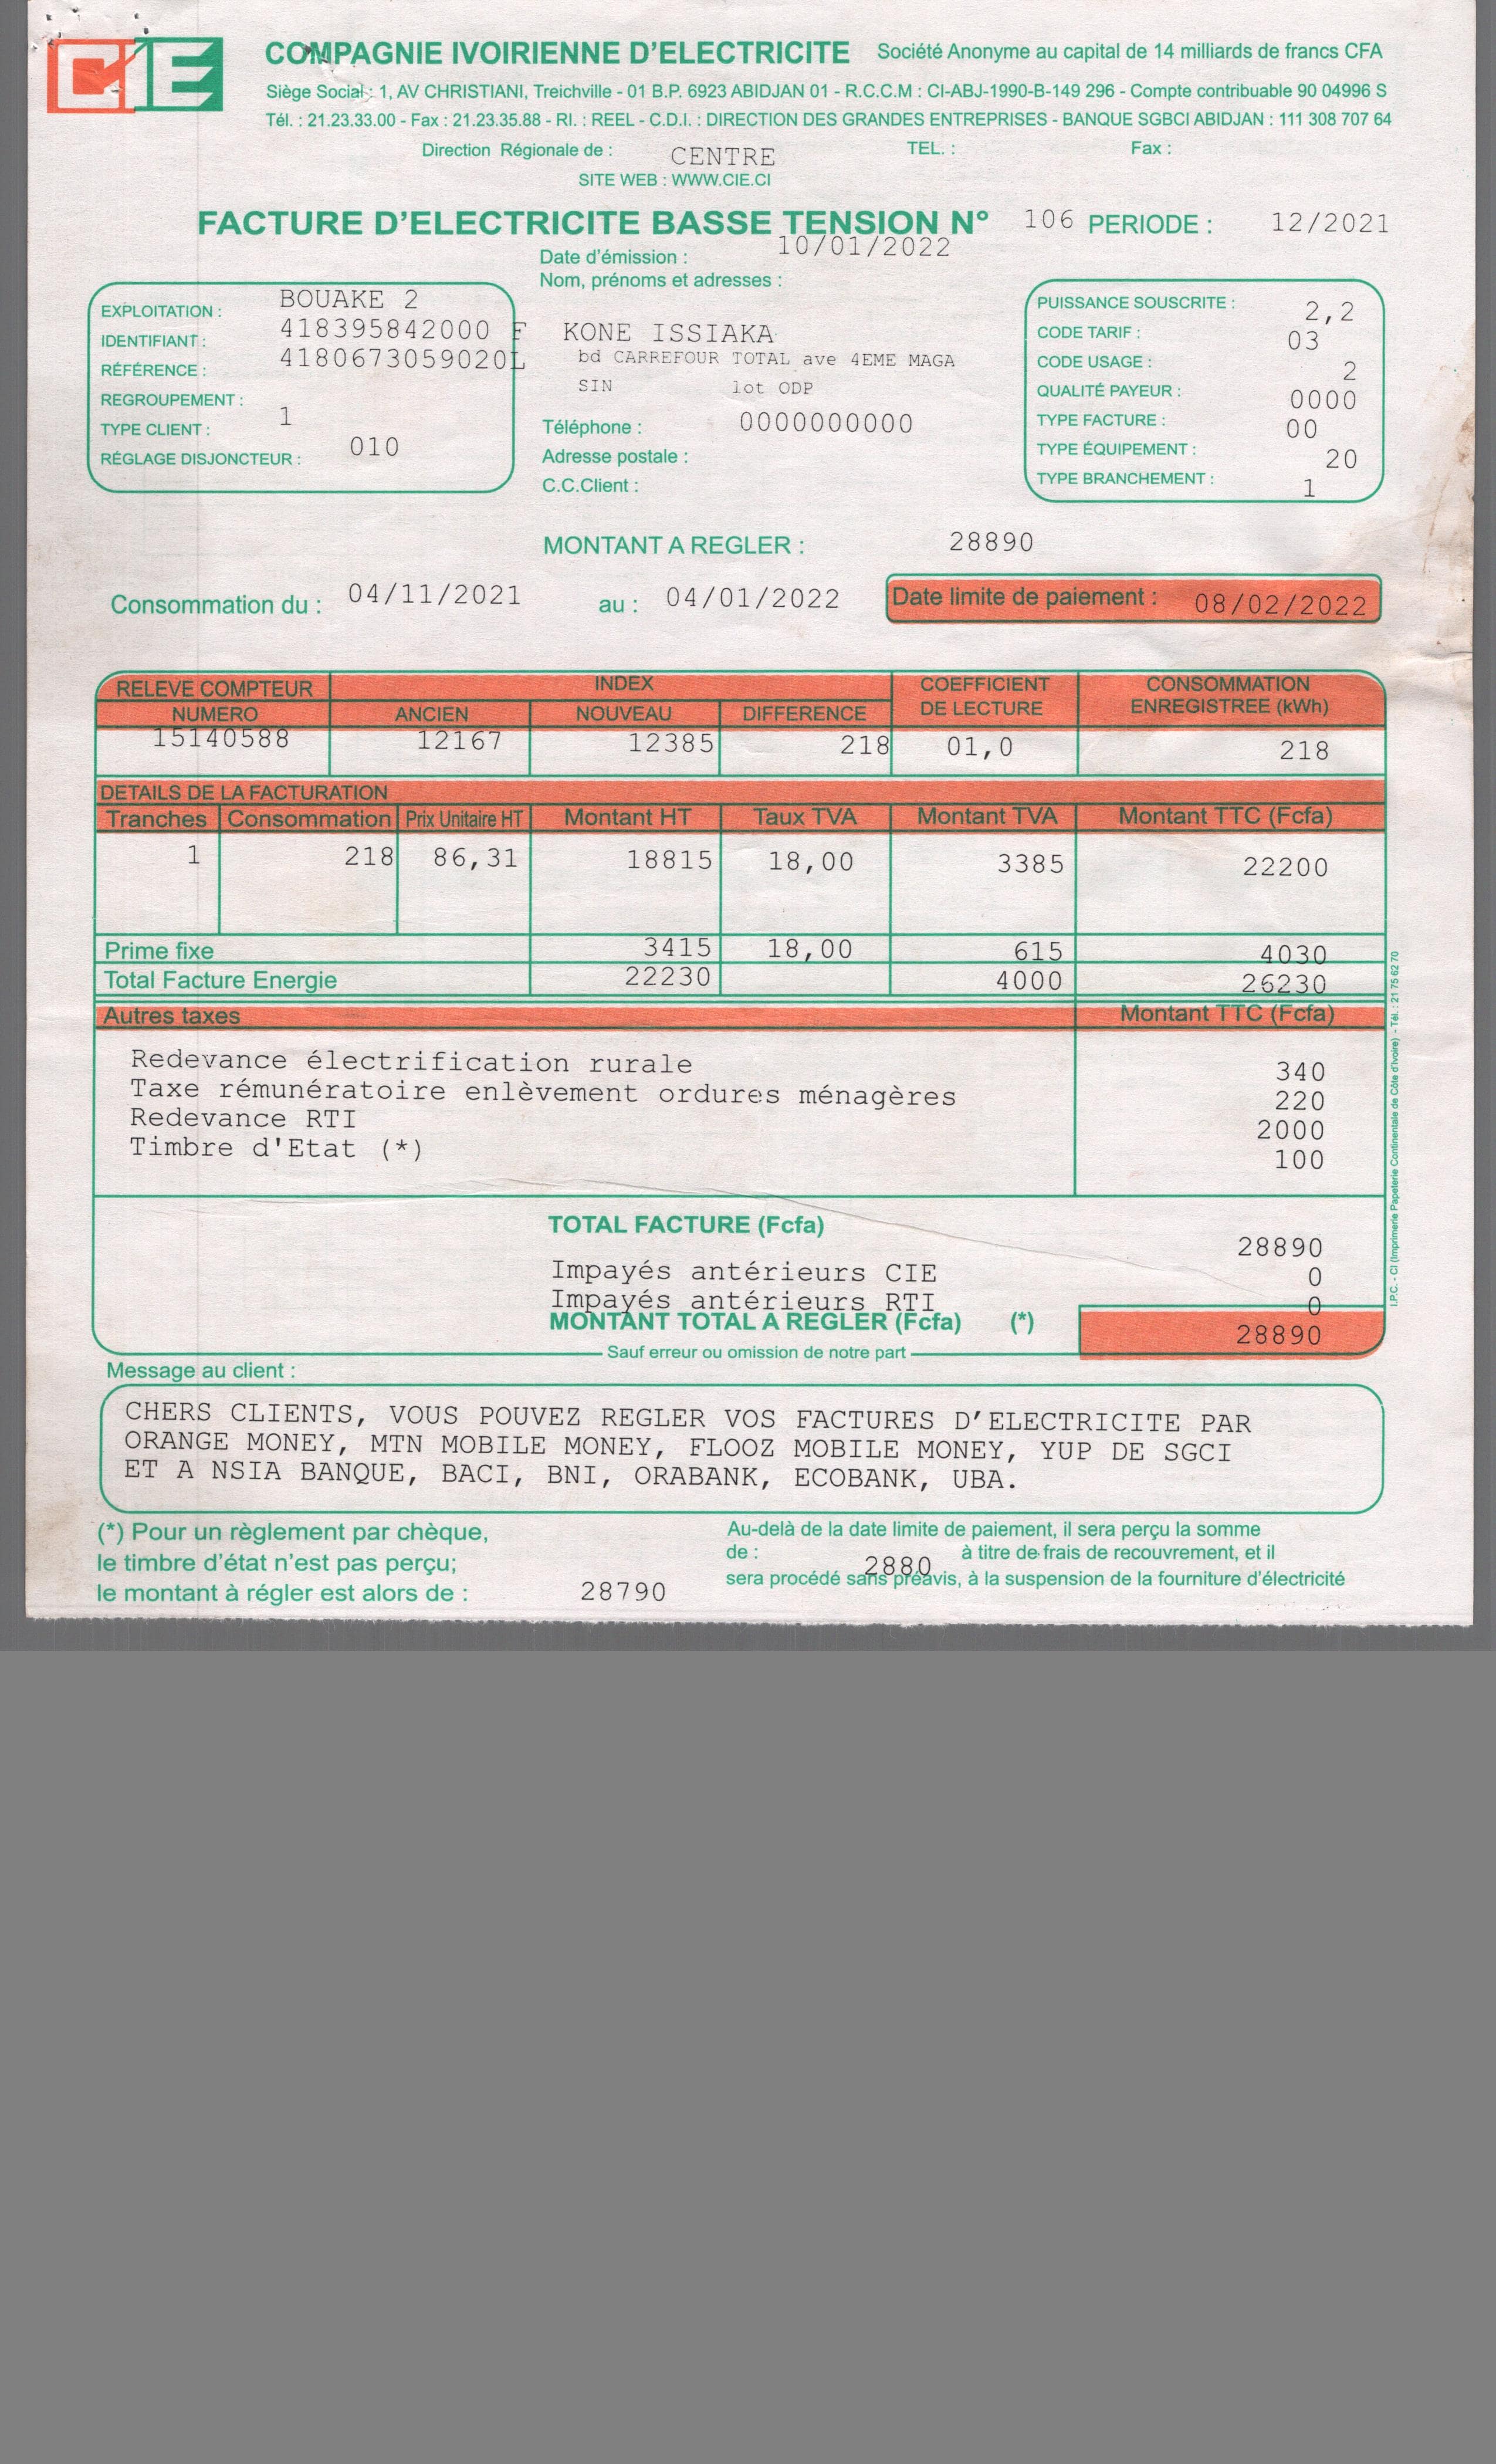 CIE
COMPAGNIE IVOIRIENNE D'ELECTRICITE Société Anonyme au capital de 14 milliards de francs CFA
Siège Social : 1, AV CHRISTIANI, Treichville - 01 B.P. 6923 ABIDJAN 01 - R.C.C.M : CI-ABJ-1990-B-149 296 - Compte contribuable 90 04996 S
Tél. : 21.23.33.00 - Fax : 21.23.35.88 - RI. : REEL - C.D.I. : DIRECTION DES GRANDES ENTREPRISES - BANQUE SGBCI ABIDJAN : 111 308 707 64
Direction Régionale de : CENTRE TEL. : Fax :
SITE WEB : WWW.CIE.CI
FACTURE D'ELECTRICITE BASSE TENSION N° 106 PERIODE : 12/2021
Date d'émission : 10/01/2022
Nom, prénoms et adresses :
EXPLOITATION : BOUAKE 2
IDENTIFIANT : 418395842000 F
RÉFÉRENCE : 4180673059020L
REGROUPEMENT :
TYPE CLIENT : 1
RÉGLAGE DISJONCTEUR : 010
KONE ISSIAKA
bd CARREFOUR TOTAL ave 4EME MAGA
SIN lot ODP
Téléphone : 0000000000
Adresse postale :
C.C.Client :
PUISSANCE SOUSCRITE : 2,2
CODE TARIF : 03
CODE USAGE : 2
QUALITÉ PAYEUR : 0000
TYPE FACTURE : 00
TYPE ÉQUIPEMENT : 20
TYPE BRANCHEMENT : 1
MONTANT A REGLER : 28890
Consommation du : 04/11/2021 au : 04/01/2022 Date limite de paiement : 08/02/2022
RELEVE COMPTEUR INDEX COEFFICIENT CONSOMMATION
NUMERO ANCIEN NOUVEAU DIFFERENCE DE LECTURE ENREGISTREE (kWh)
15140588 12167 12385 218 01,0 218
DETAILS DE LA FACTURATION
Tranches Consommation Prix Unitaire HT Montant HT Taux TVA Montant TVA Montant TTC (Fcfa)
1 218 86,31 18815 18,00 3385 22200
Prime fixe 3415 18,00 615 4030
Total Facture Energie 22230 4000 26230
Autres taxes Montant TTC (Fcfa)
Redevance électrification rurale 340
Taxe rémunératoire enlèvement ordures ménagères 220
Redevance RTI 2000
Timbre d'Etat (*) 100
TOTAL FACTURE (Fcfa) 28890
Impayés antérieurs CIE 0
Impayés antérieurs RTI 0
MONTANT TOTAL A REGLER (Fcfa) (*) 28890
Sauf erreur ou omission de notre part
I.P.C. - CI (Imprimerie Papeterie Continentale de Côte d'Ivoire) - Tél. : 21 75 62 70
Message au client :
CHERS CLIENTS, VOUS POUVEZ REGLER VOS FACTURES D'ELECTRICITE PAR
ORANGE MONEY, MTN MOBILE MONEY, FLOOZ MOBILE MONEY, YUP DE SGCI
ET A NSIA BANQUE, BACI, BNI, ORABANK, ECOBANK, UBA.
(*) Pour un règlement par chèque,
le timbre d'état n'est pas perçu;
le montant à régler est alors de : 28790
Au-delà de la date limite de paiement, il sera perçu la somme
de : 2880 à titre de frais de recouvrement, et il
sera procédé sans préavis, à la suspension de la fourniture d'électricité